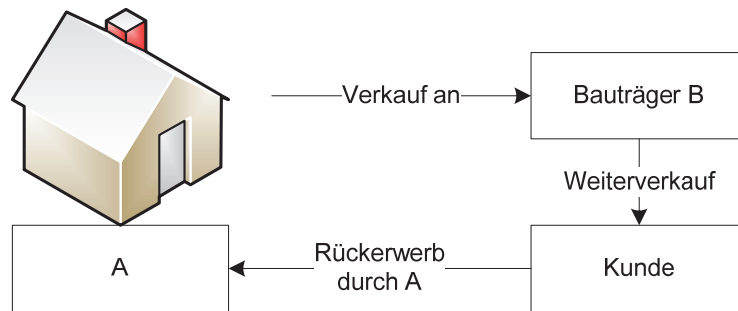 Verkauf an
Bauträger B
Weiterverkauf
A
Rückerwerb
durch A
Kunde